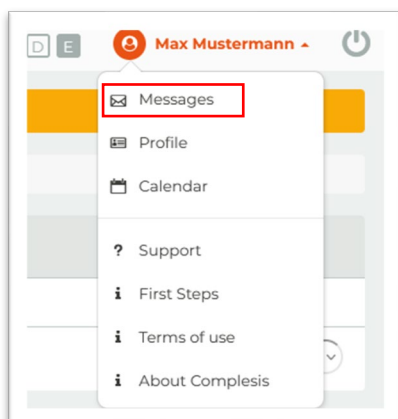 D E Max Mustermann
Messages
Profile
Calendar
? Support
i First Steps
i Terms of use
i About Complesis